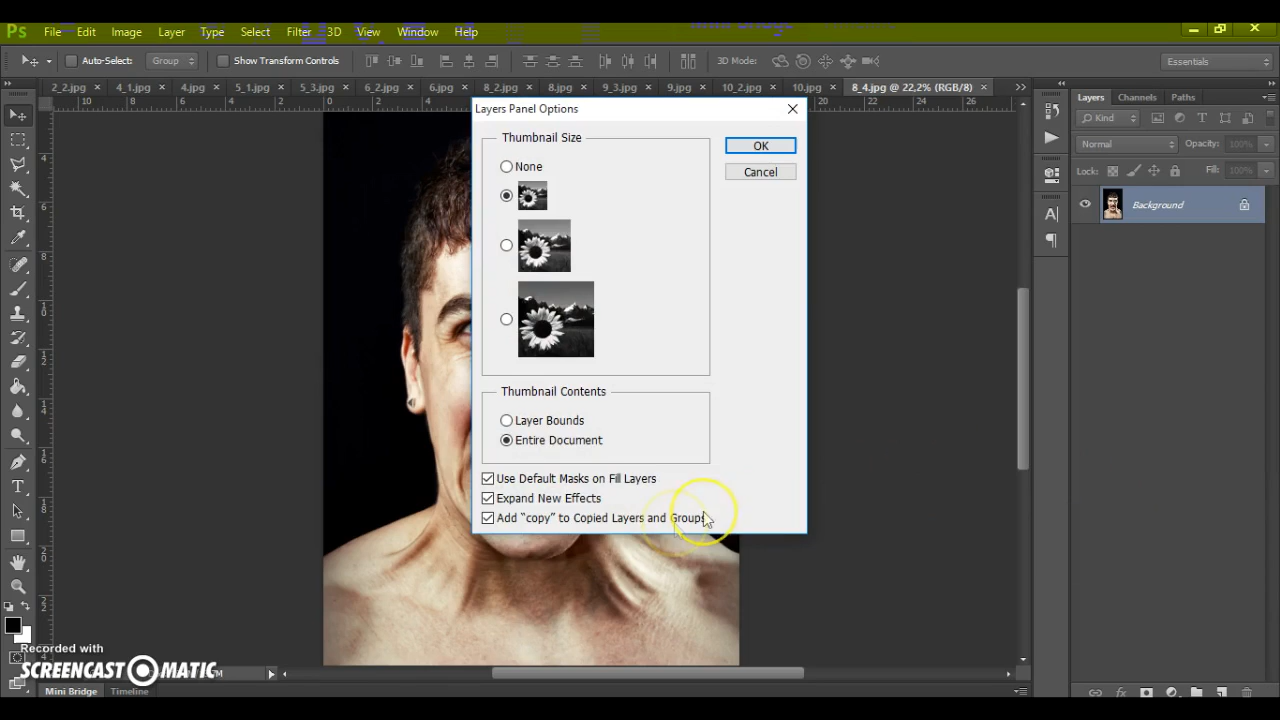 Ps File Edit Image Layer Type Select Filter 3D View Window Help
Auto-Select: Group Show Transform Controls 3D Mode: Essentials
2_2.jpg × 4_1.jpg × 4.jpg × 5_1.jpg × 5_3.jpg × 6_2.jpg × 6.jpg × 8_2.jpg × 8.jpg × 9_3.jpg × 9.jpg × 10_2.jpg × 10.jpg × 8_4.jpg @ 22,2% (RGB/8) ×
Layers Panel Options
Thumbnail Size
None
OK
Cancel
Thumbnail Contents
Layer Bounds
Entire Document
Use Default Masks on Fill Layers
Expand New Effects
Add “copy” to Copied Layers and Groups
Layers Channels Paths
Kind
Normal Opacity: 100%
Lock: Fill: 100%
Background
Recorded with
SCREENCAST MATIC
Mini Bridge Timeline